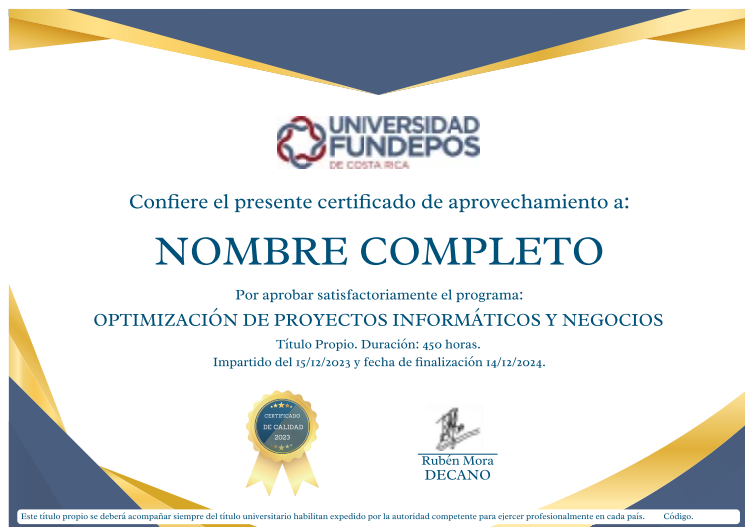 UNIVERSIDAD
FUNDEPOS
DE COSTA RICA
Confiere el presente certificado de aprovechamiento a:
NOMBRE COMPLETO
Por aprobar satisfactoriamente el programa:
OPTIMIZACIÓN DE PROYECTOS INFORMÁTICOS Y NEGOCIOS
Título Propio. Duración: 450 horas.
Impartido del 15/12/2023 y fecha de finalización 14/12/2024.
CERTIFICADO
DE CALIDAD
2023
Rubén Mora
DECANO
Este título propio se deberá acompañar siempre del título universitario habilitan expedido por la autoridad competente para ejercer profesionalmente en cada país. Código.